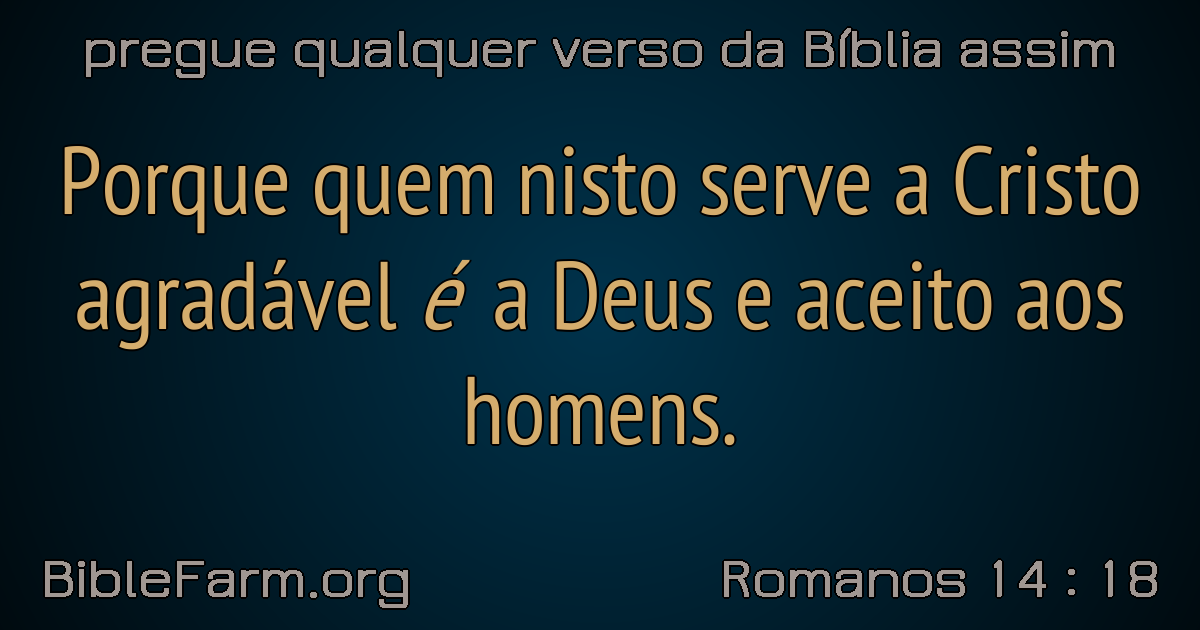 pregue qualquer verso da Bíblia assim
Porque quem nisto serve a Cristo
agradável é a Deus e aceito aos
homens.
BibleFarm.org
Romanos 14 : 18